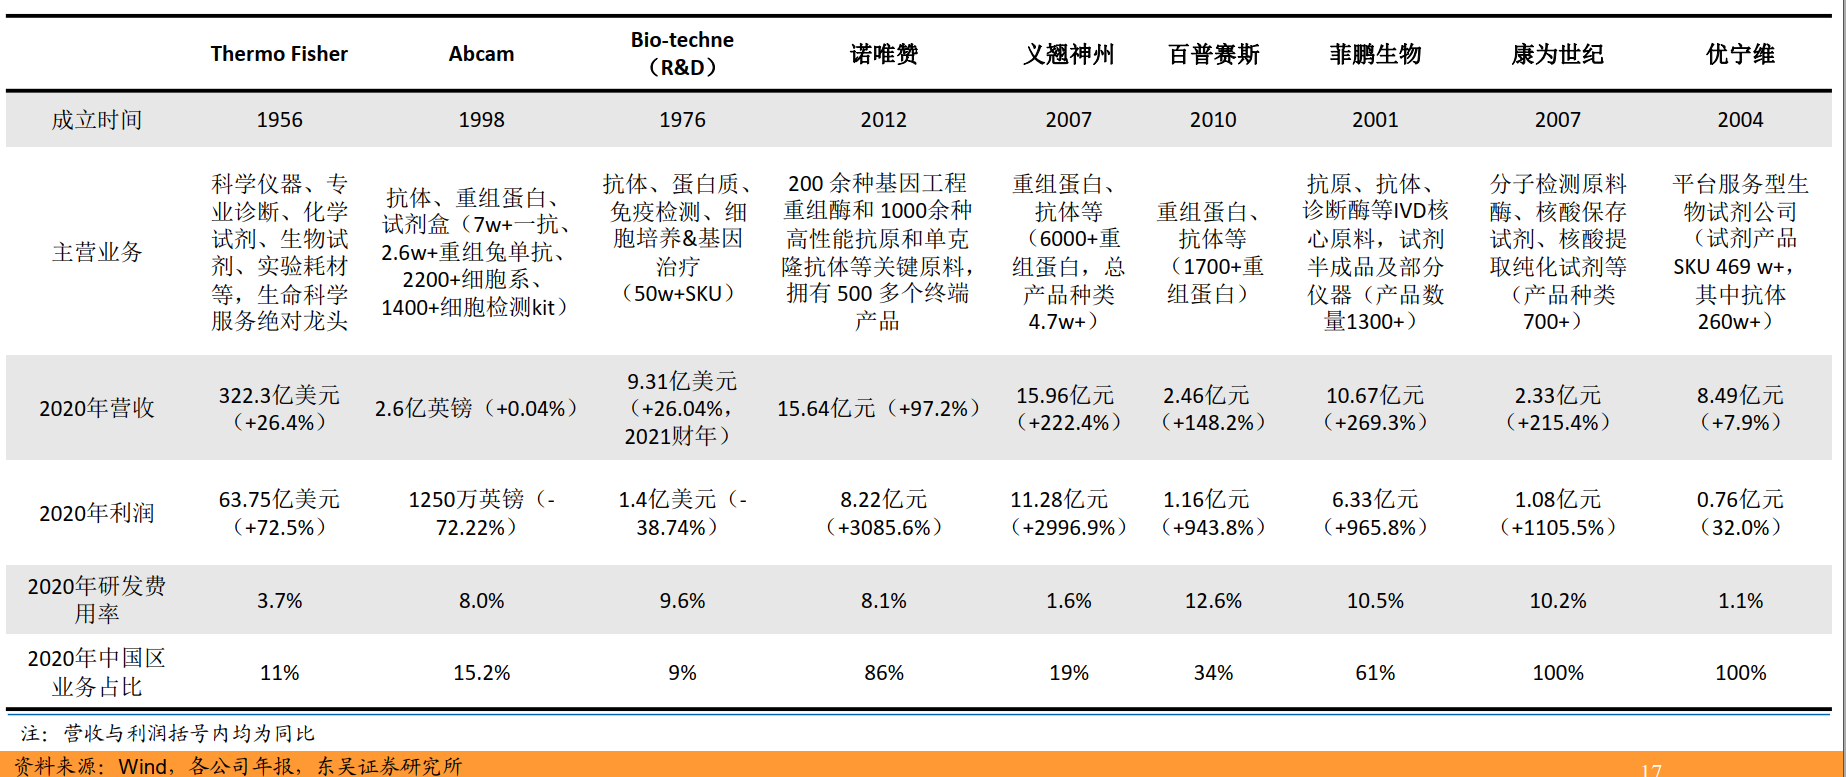 Thermo Fisher
Abcam
Bio-techne
（R&D）
诺唯赞
义翘神州
百普赛斯
菲鹏生物
康为世纪
优宁维
成立时间
1956
1998
1976
2012
2007
2010
2001
2007
2004
主营业务
科学仪器、专
业诊断、化学
试剂、生物试
剂、实验耗材
等，生命科学
服务绝对龙头
抗体、重组蛋白、
试剂盒（7w+一抗、
2.6w+重组兔单抗、
2200+细胞系、
1400+细胞检测kit）
抗体、蛋白质、
免疫检测、细
胞培养&基因
治疗
（50w+SKU）
200 余种基因工程
重组酶和 1000余种
高性能抗原和单克
隆抗体等关键原料，
拥有 500 多个终端
产品
重组蛋白、
抗体等
（6000+重
组蛋白，总
产品种类
4.7w+）
重组蛋白、
抗体等
（1700+重
组蛋白）
抗原、抗体、
诊断酶等IVD核
心原料，试剂
半成品及部分
仪器（产品数
量1300+）
分子检测原料
酶、核酸保存
试剂、核酸提
取纯化试剂等
（产品种类
700+）
平台服务型生
物试剂公司
（试剂产品
SKU 469 w+，
其中抗体
260w+）
2020年营收
322.3亿美元
（+26.4%）
2.6亿英镑（+0.04%）
9.31亿美元
（+26.04%，
2021财年）
15.64亿元（+97.2%）
15.96亿元
（+222.4%）
2.46亿元
（+148.2%）
10.67亿元
（+269.3%）
2.33亿元
（+215.4%）
8.49亿元
（+7.9%）
2020年利润
63.75亿美元
（+72.5%）
1250万英镑（-
72.22%）
1.4亿美元（-
38.74%）
8.22亿元
（+3085.6%）
11.28亿元
（+2996.9%）
1.16亿元
（+943.8%）
6.33亿元
（+965.8%）
1.08亿元
（+1105.5%）
0.76亿元
（32.0%）
2020年研发费
用率
3.7%
8.0%
9.6%
8.1%
1.6%
12.6%
10.5%
10.2%
1.1%
2020年中国区
业务占比
11%
15.2%
9%
86%
19%
34%
61%
100%
100%
注：营收与利润括号内均为同比
资料来源：Wind，各公司年报，东吴证券研究所
17